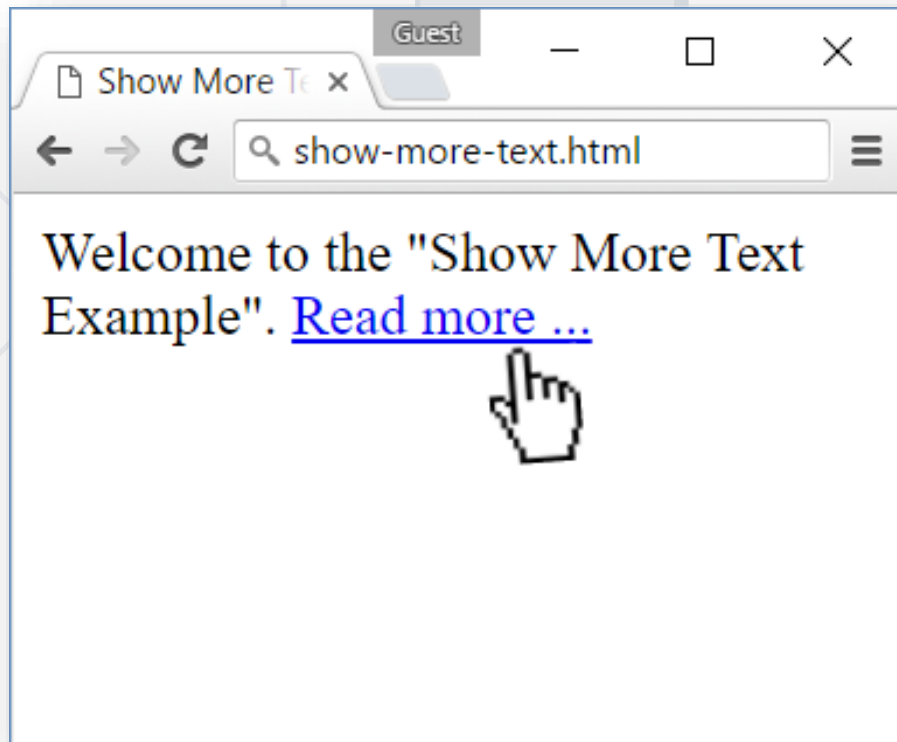 Guest
Show More Te
show-more-text.html
Welcome to the "Show More Text
Example". Read more ...